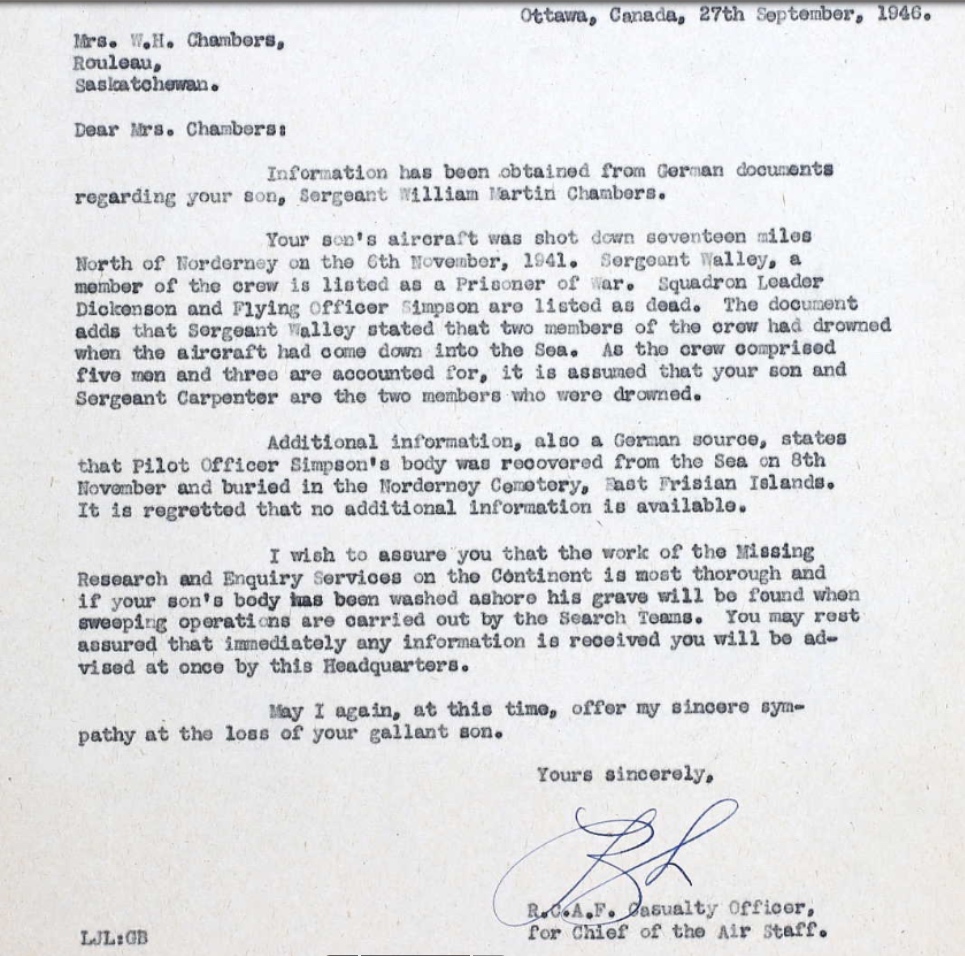 Ottawa, Canada, 27th September, 1946.
Mrs. W.H. Chambers,
Rouleau,
Saskatchewan.
Dear Mrs. Chambers:
Information has been obtained from German documents
regarding your son, Sergeant William Martin Chambers.
Your son's aircraft was shot down seventeen miles
North of Norderney on the 6th November, 1941. Sergeant Walley, a
member of the crew is listed as a Prisoner of War. Squadron Leader
Dickenson and Flying Officer Simpson are listed as dead. The document
adds that Sergeant Walley stated that two members of the crew had drowned
when the aircraft had come down into the Sea. As the crew comprised
five men and three are accounted for, it is assumed that your son and
Sergeant Carpenter are the two members who were drowned.
Additional information, also a German source, states
that Pilot Officer Simpson's body was recovered from the Sea on 8th
November and buried in the Norderney Cemetery, East Frisian Islands.
It is regretted that no additional information is available.
I wish to assure you that the work of the Missing
Research and Enquiry Services on the Continent is most thorough and
if your son's body has been washed ashore his grave will be found when
sweeping operations are carried out by the Search Teams. You may rest
assured that immediately any information is received you will be ad-
vised at once by this Headquarters.
May I again, at this time, offer my sincere sym-
pathy at the loss of your gallant son.
Yours sincerely,
R.C.A.F. Casualty Officer,
for Chief of the Air Staff.
LJL:GB